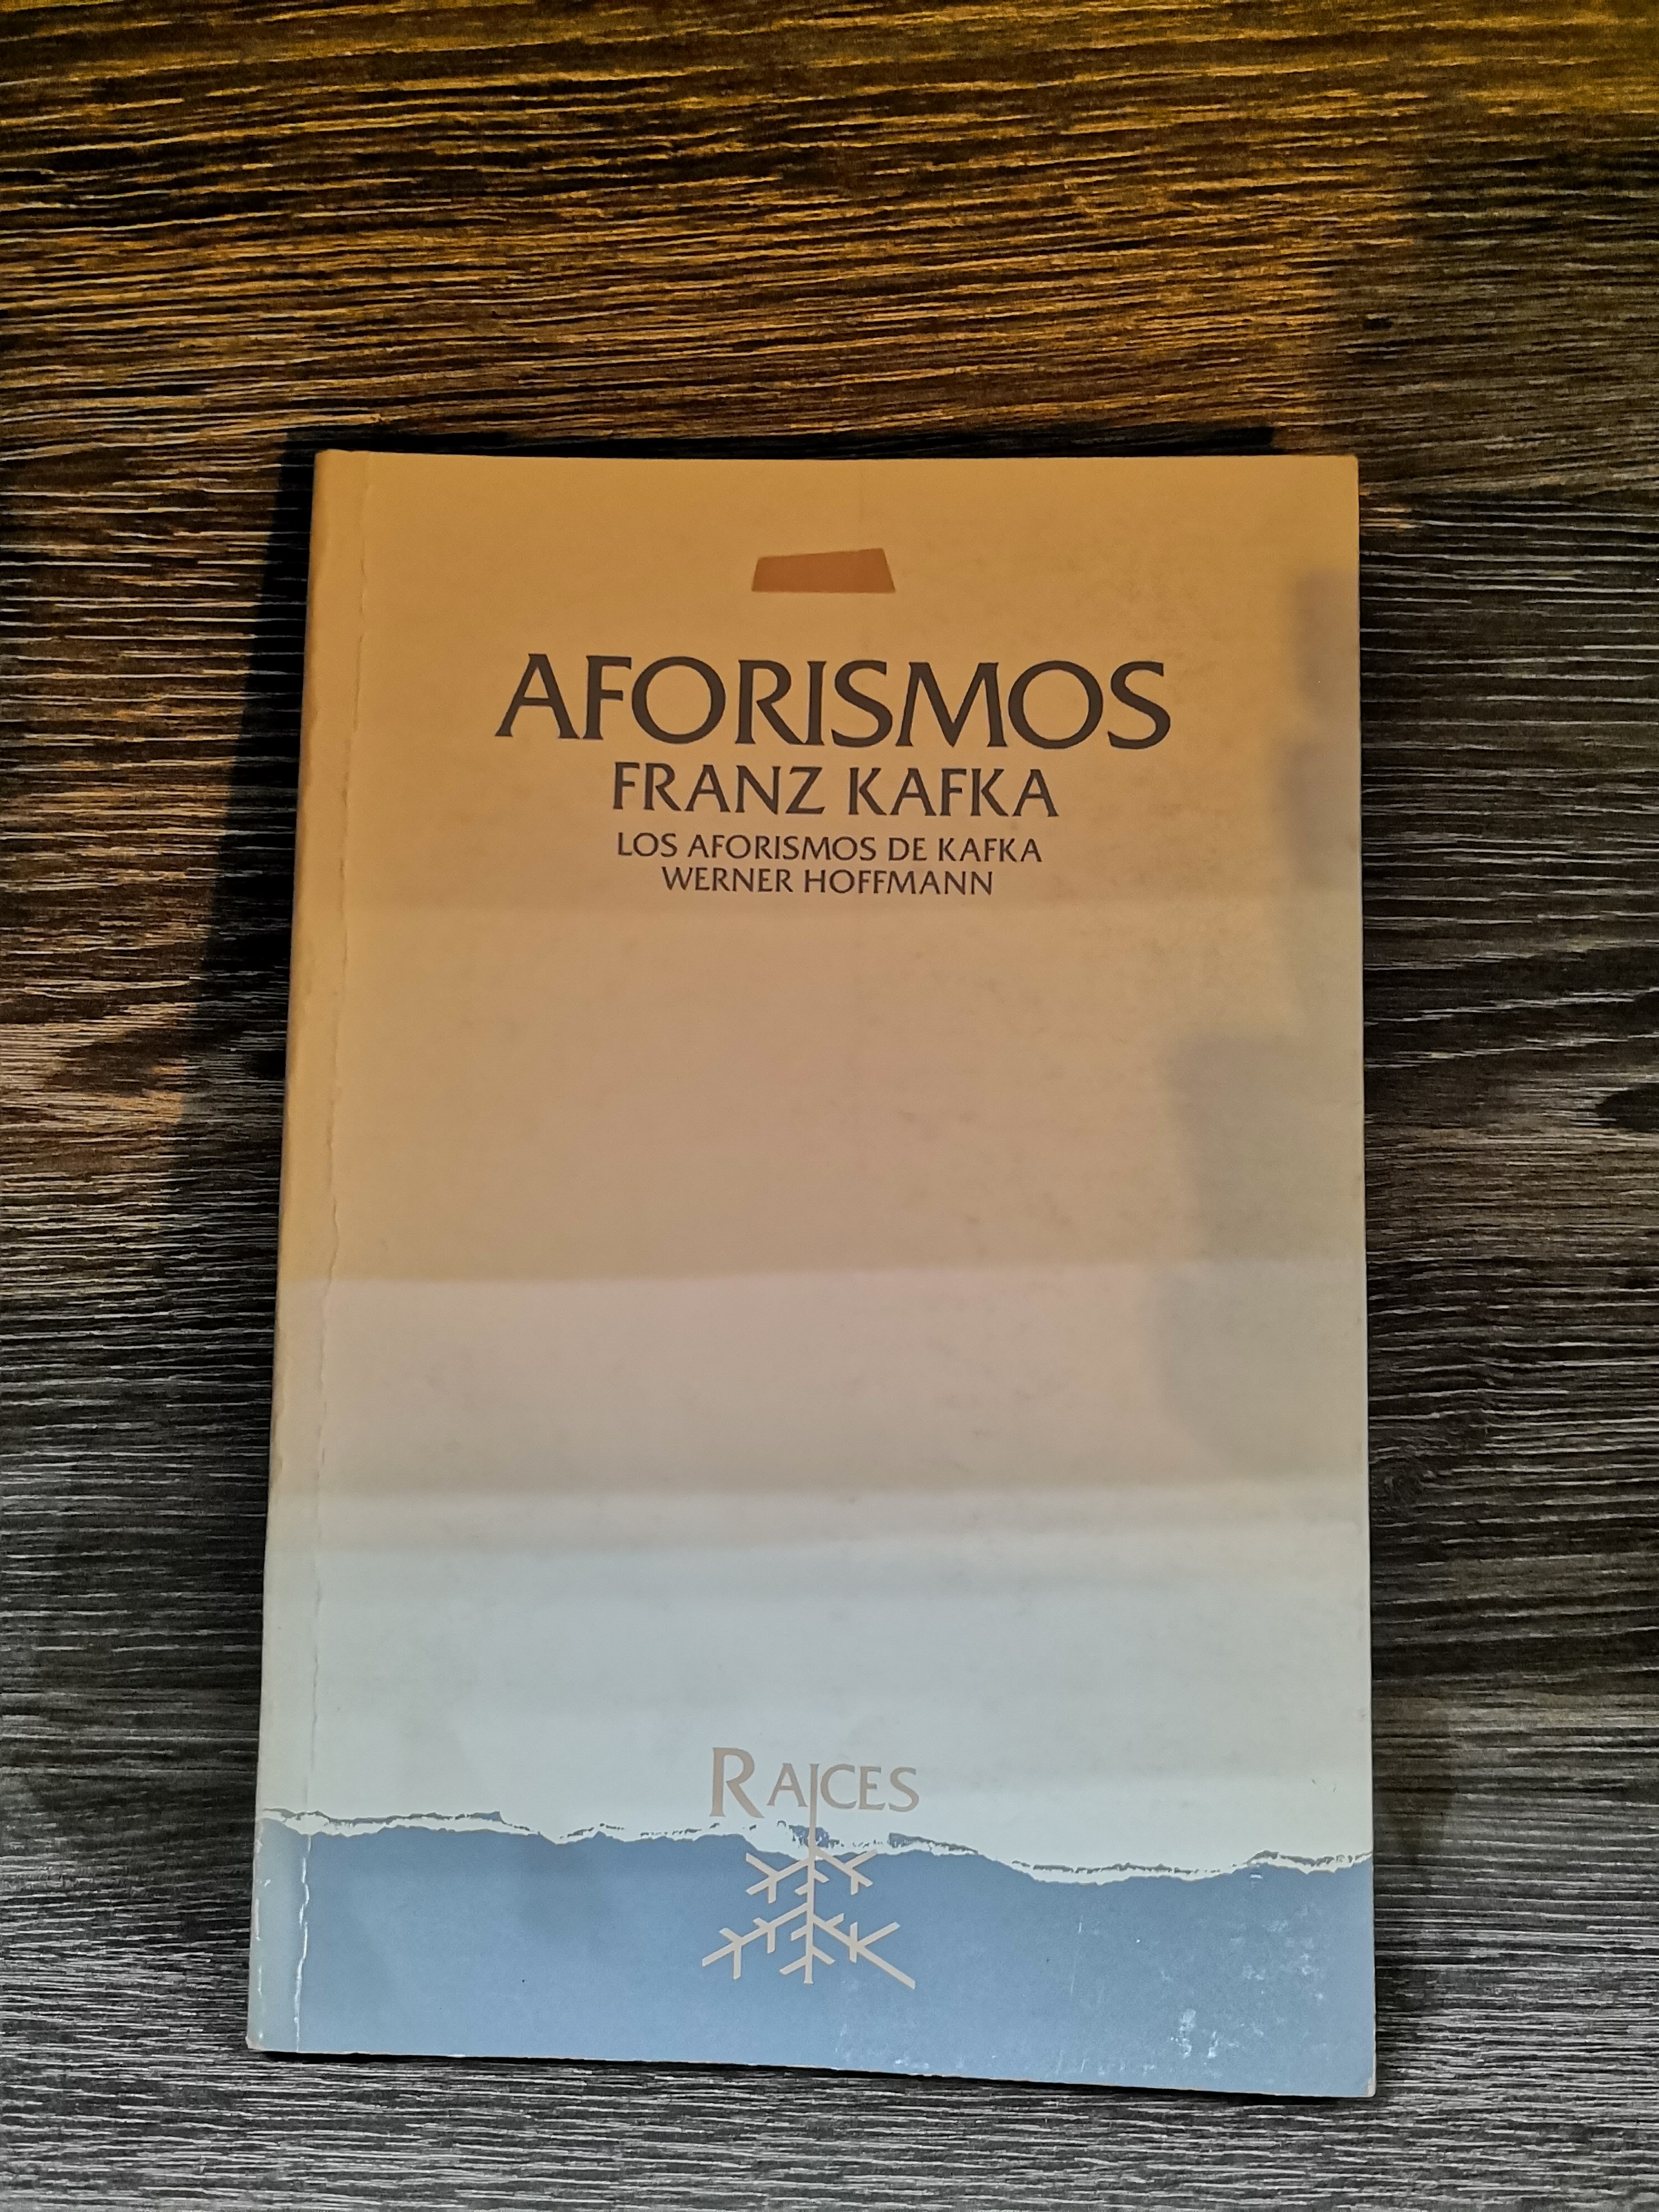 AFORISMOS
FRANZ KAFKA
LOS AFORISMOS DE KAFKA
WERNER HOFFMANN
RAICES